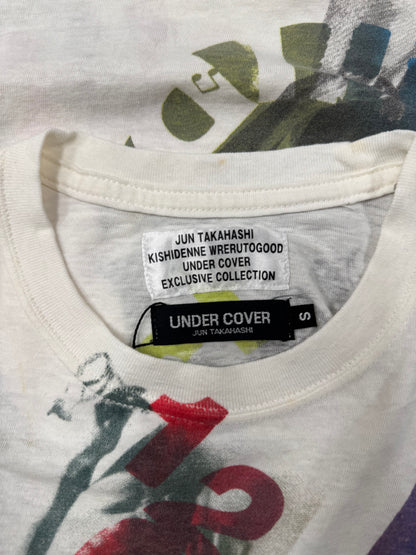 JUN TAKAHASHI
KISHIDENNE WRERUTOGOOD
UNDER COVER
EXCLUSIVE COLLECTION
UNDER COVER
JUN TAKAHASHI
S